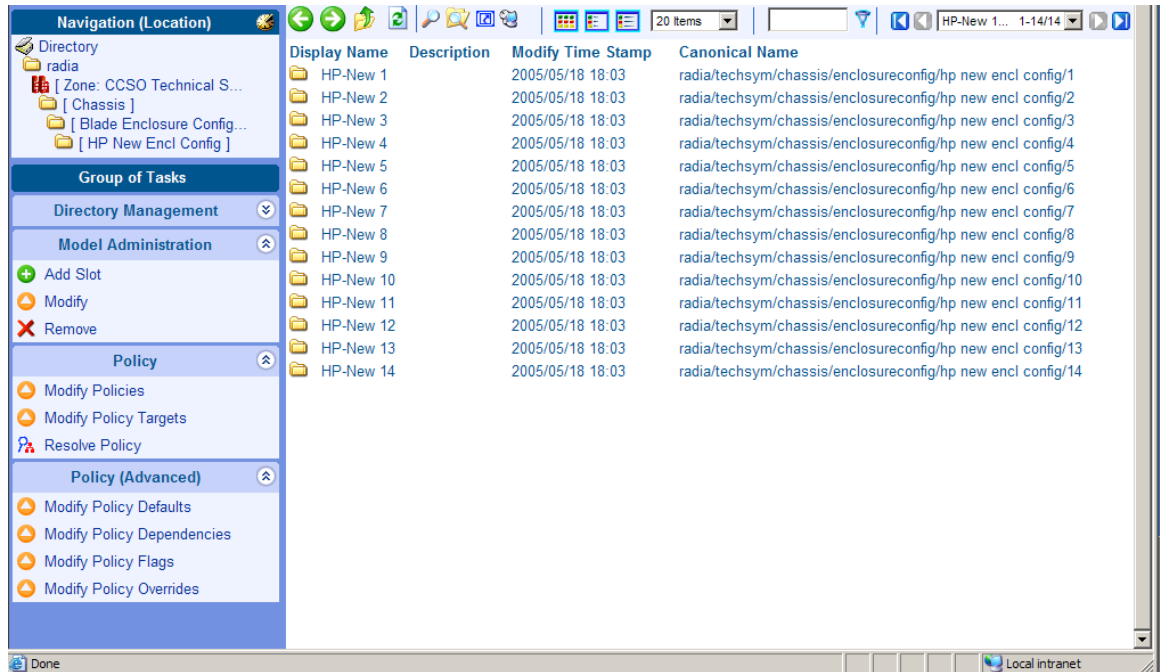 Navigation (Location)
Directory
radia
[ Zone: CCSO Technical S...
[ Chassis ]
[ Blade Enclosure Config...
[ HP New Encl Config ]
Group of Tasks
Directory Management
Model Administration
Add Slot
Modify
Remove
Policy
Modify Policies
Modify Policy Targets
Resolve Policy
Policy (Advanced)
Modify Policy Defaults
Modify Policy Dependencies
Modify Policy Flags
Modify Policy Overrides
20 Items HP-New 1... 1-14/14
Display Name Description Modify Time Stamp Canonical Name
HP-New 1 2005/05/18 18:03 radia/techsym/chassis/enclosureconfig/hp new encl config/1
HP-New 2 2005/05/18 18:03 radia/techsym/chassis/enclosureconfig/hp new encl config/2
HP-New 3 2005/05/18 18:03 radia/techsym/chassis/enclosureconfig/hp new encl config/3
HP-New 4 2005/05/18 18:03 radia/techsym/chassis/enclosureconfig/hp new encl config/4
HP-New 5 2005/05/18 18:03 radia/techsym/chassis/enclosureconfig/hp new encl config/5
HP-New 6 2005/05/18 18:03 radia/techsym/chassis/enclosureconfig/hp new encl config/6
HP-New 7 2005/05/18 18:03 radia/techsym/chassis/enclosureconfig/hp new encl config/7
HP-New 8 2005/05/18 18:03 radia/techsym/chassis/enclosureconfig/hp new encl config/8
HP-New 9 2005/05/18 18:03 radia/techsym/chassis/enclosureconfig/hp new encl config/9
HP-New 10 2005/05/18 18:03 radia/techsym/chassis/enclosureconfig/hp new encl config/10
HP-New 11 2005/05/18 18:03 radia/techsym/chassis/enclosureconfig/hp new encl config/11
HP-New 12 2005/05/18 18:03 radia/techsym/chassis/enclosureconfig/hp new encl config/12
HP-New 13 2005/05/18 18:03 radia/techsym/chassis/enclosureconfig/hp new encl config/13
HP-New 14 2005/05/18 18:03 radia/techsym/chassis/enclosureconfig/hp new encl config/14
Done Local intranet